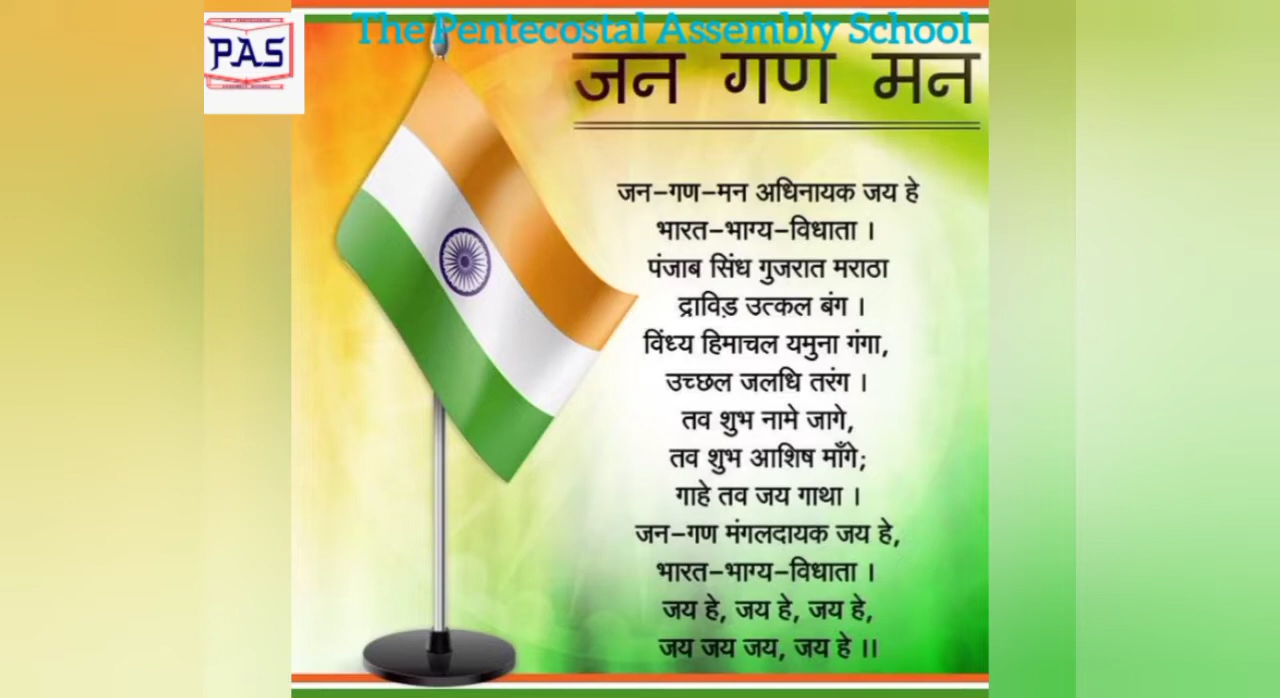 The Pentecostal Assembly School
PAS
जन गण मन
जन–गण–मन अधिनायक जय हे
भारत–भाग्य–विधाता ।
पंजाब सिंध गुजरात मराठा
द्राविड़ उत्कल बंग ।
विंध्य हिमाचल यमुना गंगा,
उच्छल जलधि तरंग ।
तव शुभ नामे जागे,
तव शुभ आशिष माँगे;
गाहे तव जय गाथा ।
जन–गण मंगलदायक जय हे,
भारत–भाग्य–विधाता ।
जय हे, जय हे, जय हे,
जय जय जय, जय हे ।।